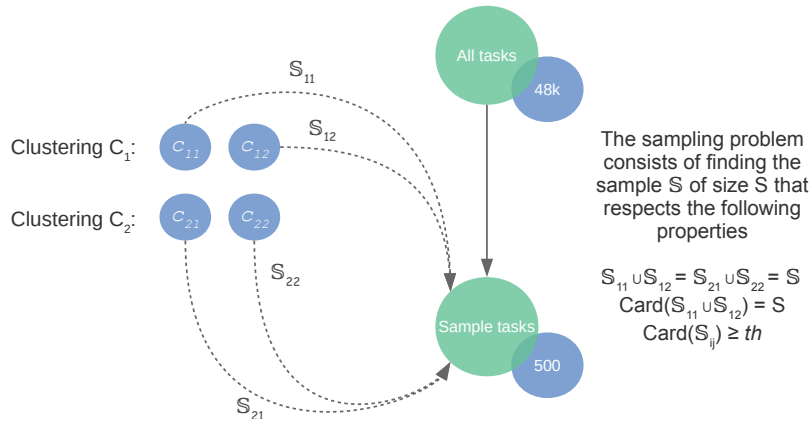 All tasks
48k
𝕊₁₁
𝕊₁₂
Clustering C₁:
C₁₁
C₁₂
Clustering C₂:
C₂₁
C₂₂
𝕊₂₂
𝕊₂₁
Sample tasks
500
The sampling problem
consists of finding the
sample 𝕊 of size S that
respects the following
properties
𝕊₁₁ ∪ 𝕊₁₂ = 𝕊₂₁ ∪ 𝕊₂₂ = 𝕊
Card(𝕊₁₁ ∪ 𝕊₁₂) = S
Card(𝕊ᵢⱼ) ≥ th